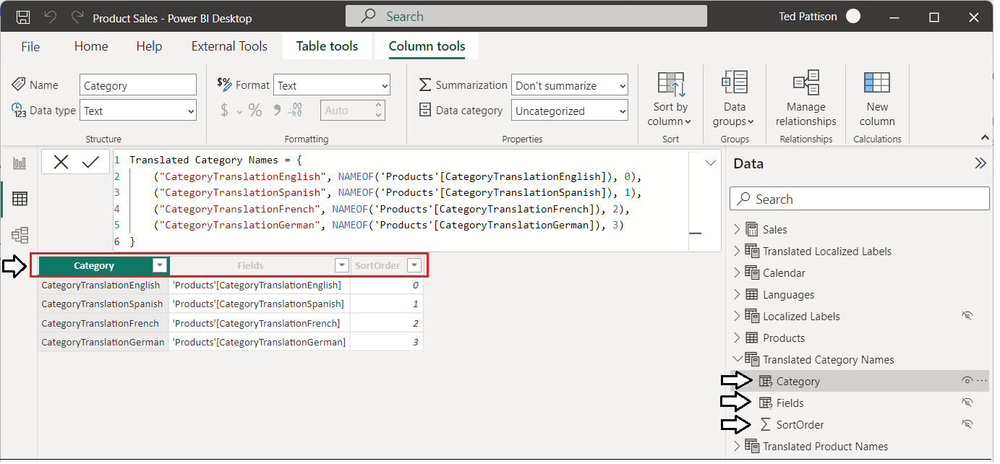 Product Sales - Power BI Desktop
Search
Ted Pattison
File Home Help External Tools Table tools Column tools
Name Category
Data type Text
Structure
$% Format Text
$ % 9 .00 Auto
Formatting
Summarization Don't summarize
Data category Uncategorized
Properties
Sort by
column
Sort
Data
groups
Groups
Manage
relationships
Relationships
New
column
Calculations
1 Translated Category Names = {
2 ("CategoryTranslationEnglish", NAMEOF('Products'[CategoryTranslationEnglish]), 0),
3 ("CategoryTranslationSpanish", NAMEOF('Products'[CategoryTranslationSpanish]), 1),
4 ("CategoryTranslationFrench", NAMEOF('Products'[CategoryTranslationFrench]), 2),
5 ("CategoryTranslationGerman", NAMEOF('Products'[CategoryTranslationGerman]), 3)
6 }
Category Fields SortOrder
CategoryTranslationEnglish 'Products'[CategoryTranslationEnglish] 0
CategoryTranslationSpanish 'Products'[CategoryTranslationSpanish] 1
CategoryTranslationFrench 'Products'[CategoryTranslationFrench] 2
CategoryTranslationGerman 'Products'[CategoryTranslationGerman] 3
Data
Search
Sales
Translated Localized Labels
Calendar
Languages
Localized Labels
Products
Translated Category Names
Category
Fields
SortOrder
Translated Product Names